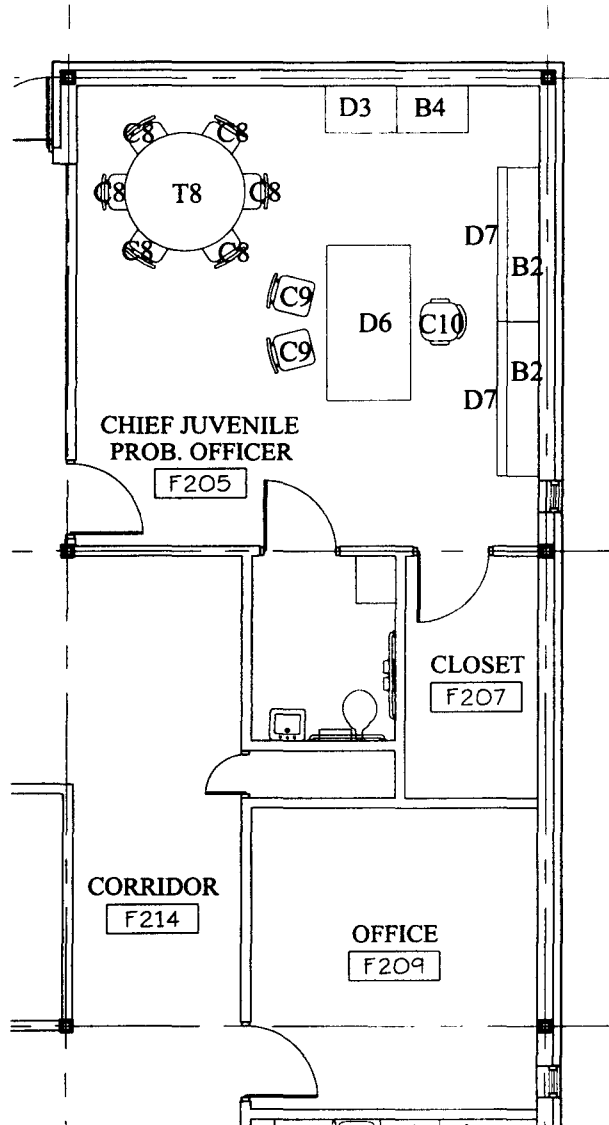 D3 B4
C8 C8
C8 T8 C8
C8 C8
D7
B2
C9
D6 C10
C9
B2
D7
CHIEF JUVENILE
PROB. OFFICER
F205
CLOSET
F207
CORRIDOR
F214
OFFICE
F209